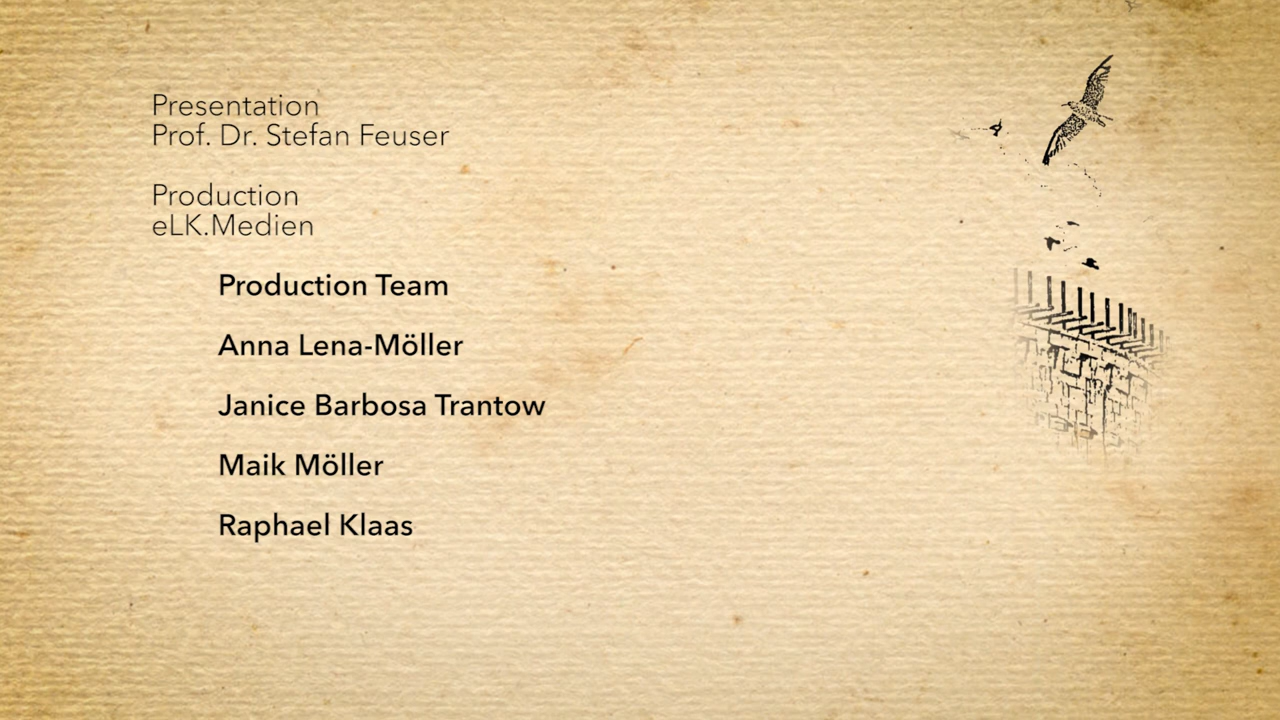 Presentation
Prof. Dr. Stefan Feuser
Production
eLK.Medien
Production Team
Anna Lena-Möller
Janice Barbosa Trantow
Maik Möller
Raphael Klaas